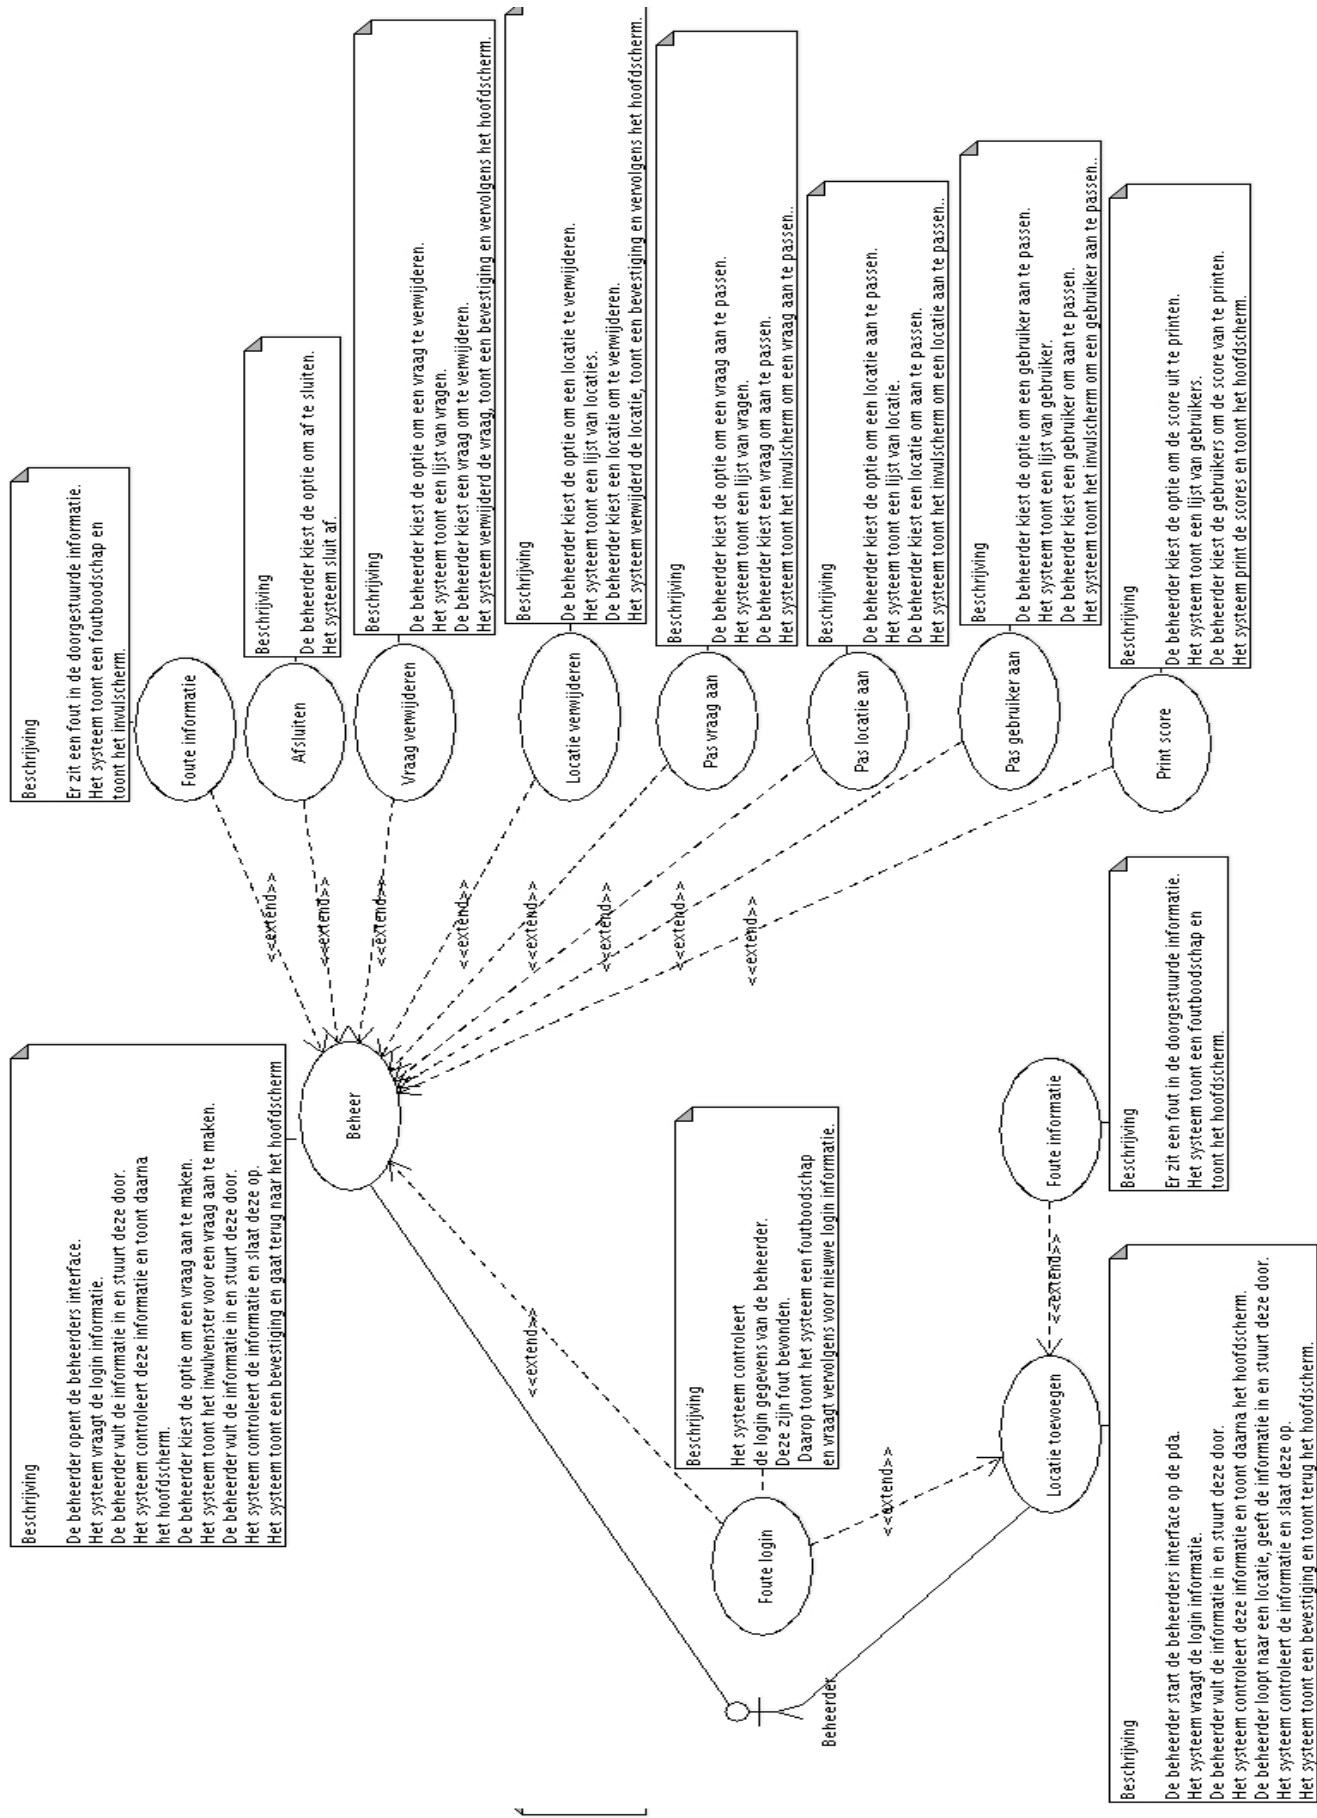 Beschrijving
Er zit een fout in de doorgestuurde informatie.
Het systeem toont een foutboodschap en
toont het invulscherm.
Foute informatie
Beschrijving
De beheerder kiest de optie om af te sluiten.
Het systeem sluit af.
Afsluiten
Beschrijving
De beheerder kiest de optie om een vraag te verwijderen.
Het systeem toont een lijst van vragen.
De beheerder kiest een vraag om te verwijderen.
Het systeem verwijderd de vraag, toont een bevestiging en vervolgens het hoofdscherm.
Vraag verwijderen
Beschrijving
De beheerder kiest de optie om een locatie te verwijderen.
Het systeem toont een lijst van locaties.
De beheerder kiest een locatie om te verwijderen.
Het systeem verwijderd de locatie, toont een bevestiging en vervolgens het hoofdscherm.
Locatie verwijderen
Beschrijving
De beheerder kiest de optie om een vraag aan te passen.
Het systeem toont een lijst van vragen.
De beheerder kiest een vraag om aan te passen.
Het systeem toont het invulscherm om een vraag aan te passen..
Pas vraag aan
Beschrijving
De beheerder kiest de optie om een locatie aan te passen.
Het systeem toont een lijst van locatie.
De beheerder kiest een locatie om aan te passen.
Het systeem toont het invulscherm om een locatie aan te passen..
Pas locatie aan
Beschrijving
De beheerder kiest de optie om een gebruiker aan te passen.
Het systeem toont een lijst van gebruiker.
De beheerder kiest een gebruiker om aan te passen.
Het systeem toont het invulscherm om een gebruiker aan te passen..
Pas gebruiker aan
Beschrijving
De beheerder kiest de optie om de score uit te printen.
Het systeem toont een lijst van gebruikers.
De beheerder kiest de gebruikers om de score van te printen.
Het systeem print de scores en toont het hoofdscherm.
Print score
<<extend>>
<<extend>>
<<extend>>
<<extend>>
<<extend>>
<<extend>>
<<extend>>
<<extend>>
Beschrijving
De beheerder opent de beheerders interface.
Het systeem vraagt de login informatie.
De beheerder vult de informatie in en stuurt deze door.
Het systeem controleert deze informatie en toont daarna
het hoofdscherm.
De beheerder kiest de optie om een vraag aan te maken.
Het systeem toont het invulvenster voor een vraag aan te maken.
De beheerder vult de informatie in en stuurt deze door.
Het systeem controleert de informatie en slaat deze op.
Het systeem toont een bevestiging en gaat terug naar het hoofdscherm
Beheer
<<extend>>
Beschrijving
Het systeem controleert
de login gegevens van de beheerder.
Deze zijn fout bevonden.
Daarop toont het systeem een foutboodschap
en vraagt vervolgens voor nieuwe login informatie.
Foute login
<<extend>>
Foute informatie
Beschrijving
Er zit een fout in de doorgestuurde informatie.
Het systeem toont een foutboodschap en
toont het hoofdscherm.
<<extend>>
Locatie toevoegen
Beheerder
Beschrijving
De beheerder start de beheerders interface op de pda.
Het systeem vraagt de login informatie.
De beheerder vult de informatie in en stuurt deze door.
Het systeem controleert deze informatie en toont daarna het hoofdscherm.
De beheerder loopt naar een locatie, geeft de informatie in en stuurt deze door.
Het systeem controleert de informatie en slaat deze op.
Het systeem toont een bevestiging en toont terug het hoofdscherm.